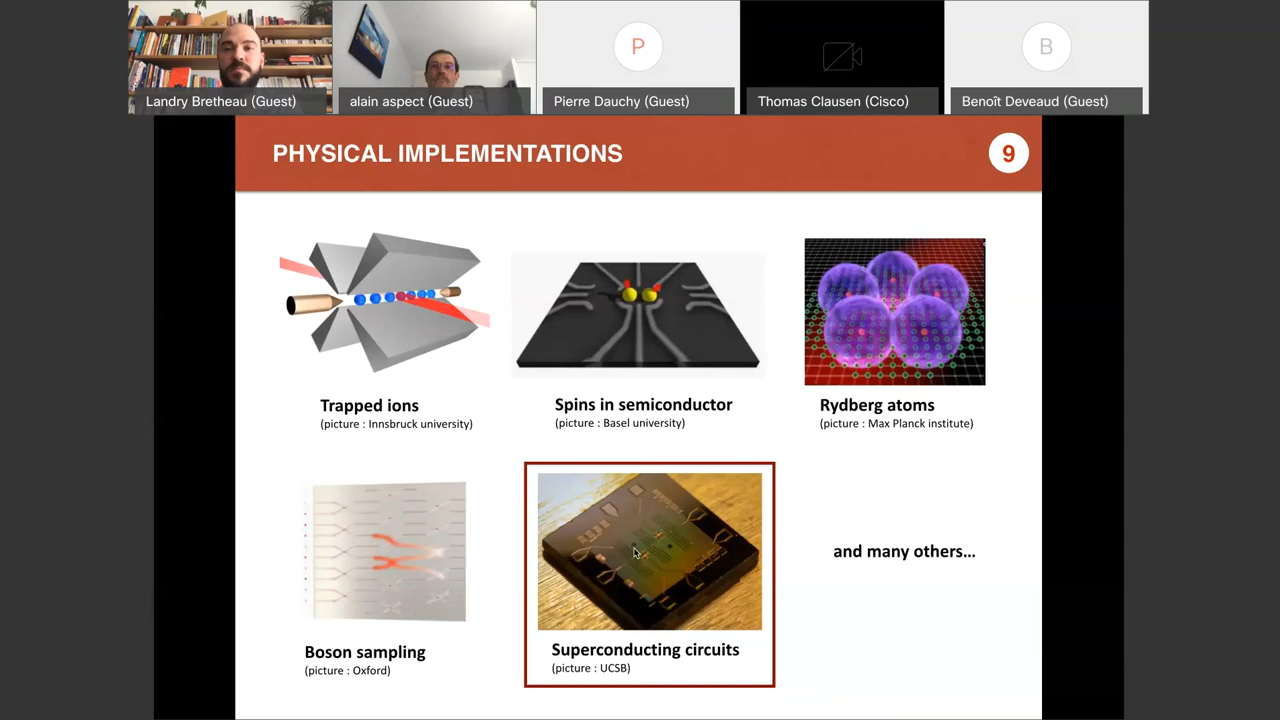 Landry Bretheau (Guest)
alain aspect (Guest)
P
Pierre Dauchy (Guest)
Thomas Clausen (Cisco)
B
Benoît Deveaud (Guest)
PHYSICAL IMPLEMENTATIONS
9
Trapped ions
(picture : Innsbruck university)
Spins in semiconductor
(picture : Basel university)
Rydberg atoms
(picture : Max Planck institute)
Boson sampling
(picture : Oxford)
Superconducting circuits
(picture : UCSB)
and many others...